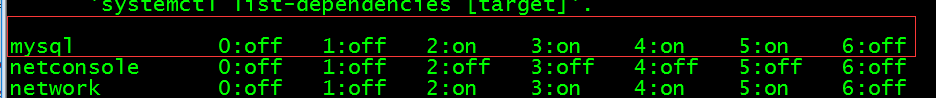 'systemctl list-dependencies [target]'.
mysql 0:off 1:off 2:on 3:on 4:on 5:on 6:off
netconsole 0:off 1:off 2:off 3:off 4:off 5:off 6:off
network 0:off 1:off 2:on 3:on 4:on 5:on 6:off